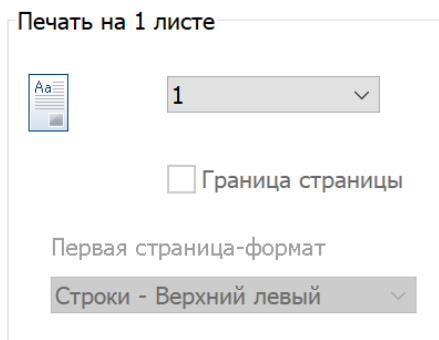 Печать на 1 листе
Aa
1
Граница страницы
Первая страница-формат
Строки - Верхний левый